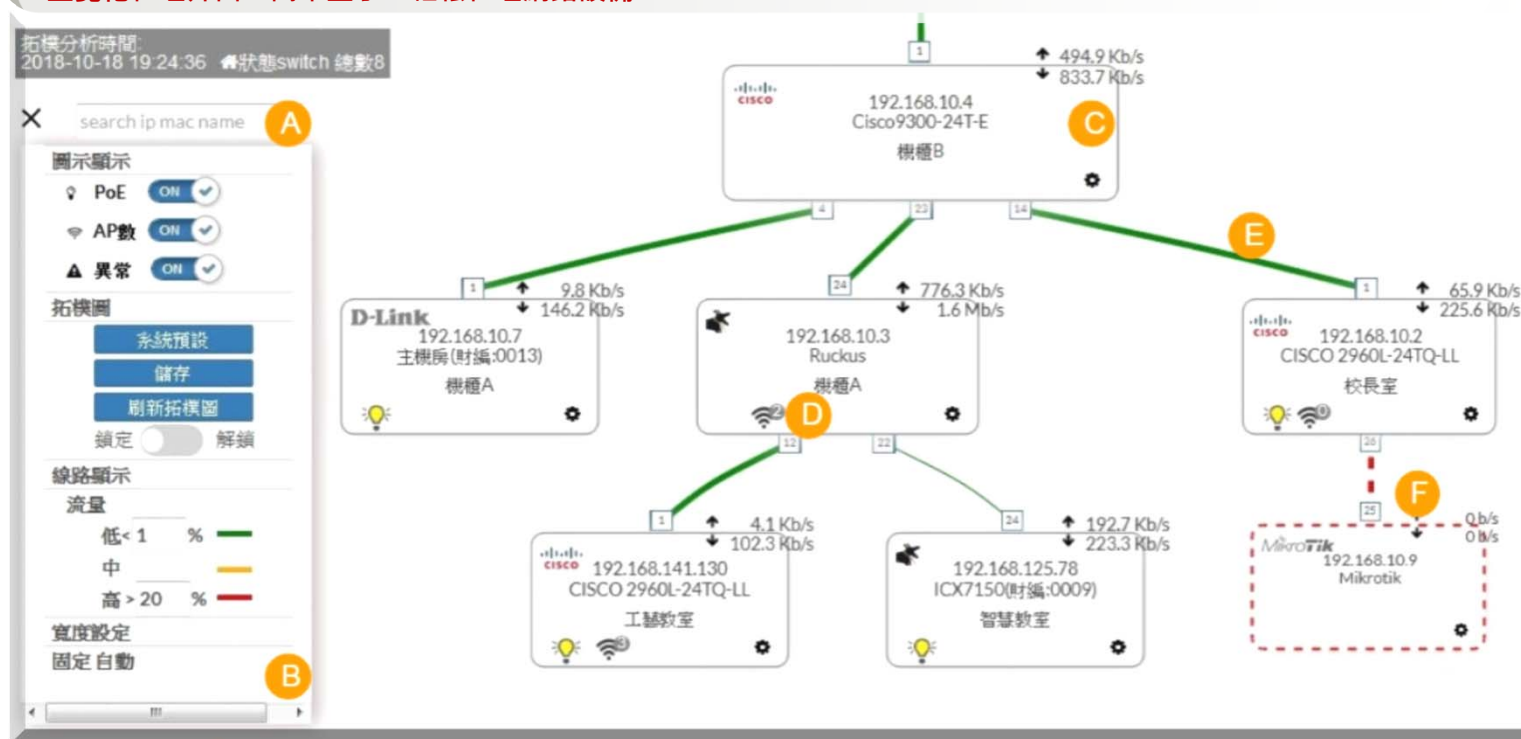 拓樸分析時間:
2018-10-18 19:24:36 狀態switch 總數8
search ip mac name
A
圖示顯示
PoE ON
AP數 ON
異常 ON
拓樸圖
系統預設
儲存
刷新拓樸圖
鎖定 解鎖
線路顯示
流量
低< 1 %
中
高 > 20 %
寬度設定
固定 自動
B
1
494.9 Kb/s
833.7 Kb/s
CISCO
192.168.10.4
Cisco9300-24T-E
機櫃B
C
4 23 14
E
1
9.8 Kb/s
146.2 Kb/s
D-Link
192.168.10.7
主機房(財編:0013)
機櫃A
24
776.3 Kb/s
1.6 Mb/s
192.168.10.3
Ruckus
機櫃A
2
D
12 22
1
65.9 Kb/s
225.6 Kb/s
CISCO
192.168.10.2
CISCO 2960L-24TQ-LL
校長室
0
26
1
4.1 Kb/s
102.3 Kb/s
CISCO
192.168.141.130
CISCO 2960L-24TQ-LL
工藝教室
3
24
192.7 Kb/s
223.3 Kb/s
192.168.125.78
ICX7150(財編:0009)
智慧教室
F
25
0 b/s
0 b/s
MikroTik
192.168.10.9
Mikrotik